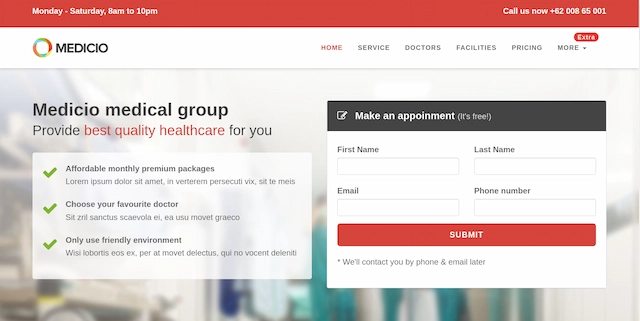 Monday - Saturday, 8am to 10pm
Call us now +62 008 65 001
MEDICIO
HOME
SERVICE
DOCTORS
FACILITIES
PRICING
MORE
Extra
Medicio medical group
Provide best quality healthcare for you
Affordable monthly premium packages
Lorem ipsum dolor sit amet, in verterem persecuti vix, sit te meis
Choose your favourite doctor
Sit zril sanctus scaevola ei, ea usu movet graeco
Only use friendly environment
Wisi lobortis eos ex, per at movet delectus, qui no vocent deleniti
Make an appoinment (It's free!)
First Name
Last Name
Email
Phone number
SUBMIT
* We'll contact you by phone & email later